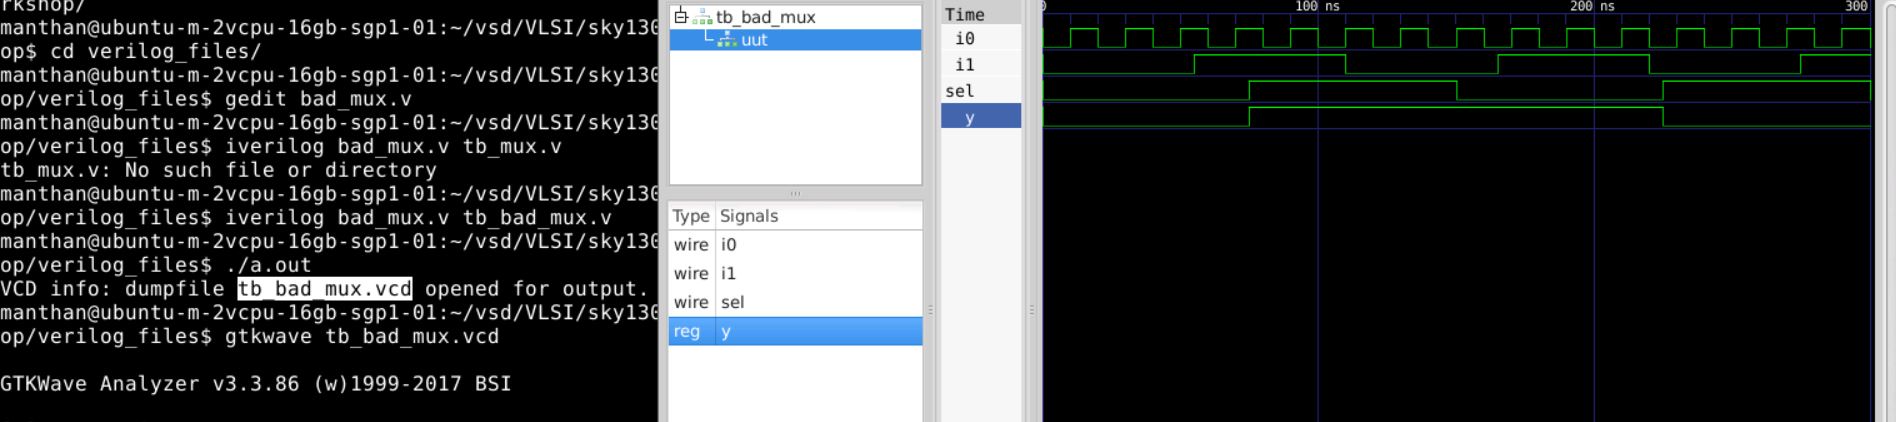 rkshop/
manthan@ubuntu-m-2vcpu-16gb-sgp1-01:~/vsd/VLSI/sky130
op$ cd verilog_files/
manthan@ubuntu-m-2vcpu-16gb-sgp1-01:~/vsd/VLSI/sky130
op/verilog_files$ gedit bad_mux.v
manthan@ubuntu-m-2vcpu-16gb-sgp1-01:~/vsd/VLSI/sky130
op/verilog_files$ iverilog bad_mux.v tb_mux.v
tb_mux.v: No such file or directory
manthan@ubuntu-m-2vcpu-16gb-sgp1-01:~/vsd/VLSI/sky130
op/verilog_files$ iverilog bad_mux.v tb_bad_mux.v
manthan@ubuntu-m-2vcpu-16gb-sgp1-01:~/vsd/VLSI/sky130
op/verilog_files$ ./a.out
VCD info: dumpfile tb_bad_mux.vcd opened for output.
manthan@ubuntu-m-2vcpu-16gb-sgp1-01:~/vsd/VLSI/sky130
op/verilog_files$ gtkwave tb_bad_mux.vcd
GTKWave Analyzer v3.3.86 (w)1999-2017 BSI
tb_bad_mux
uut
Type Signals
wire i0
wire i1
wire sel
reg y
Time
i0
i1
sel
y
0 100 ns 200 ns 300